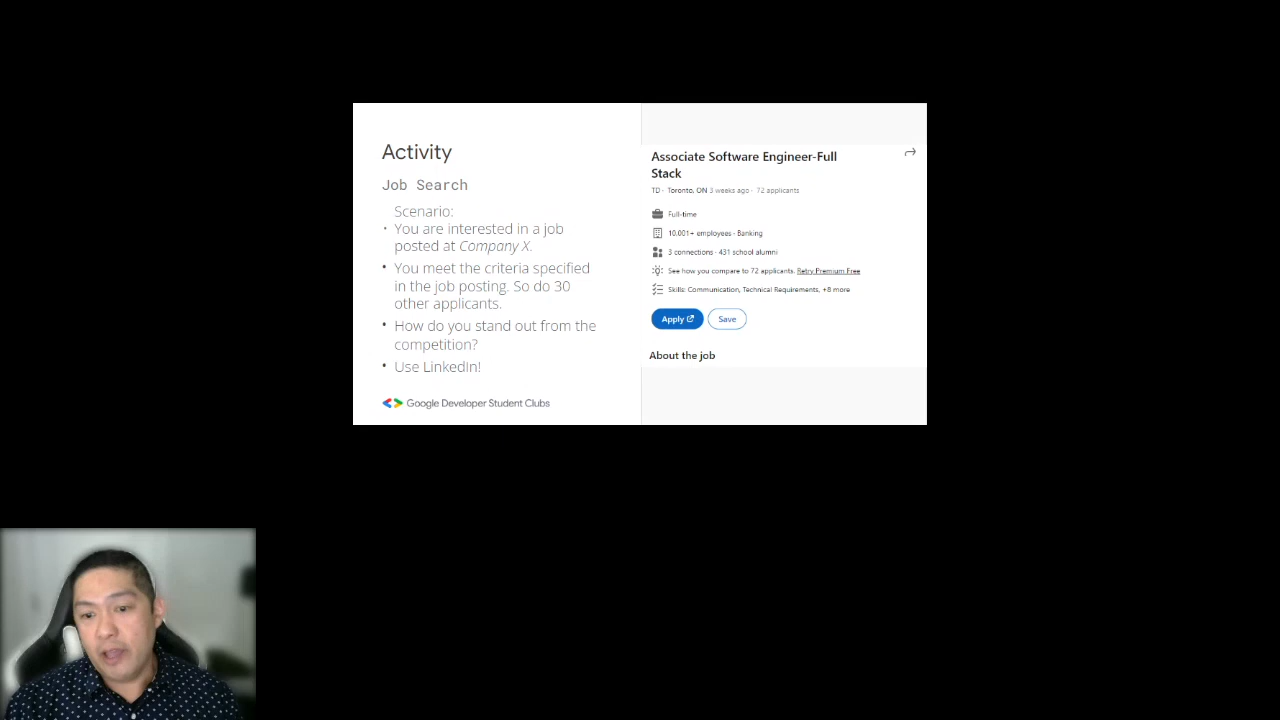 Activity
Job Search
Scenario:
• You are interested in a job
posted at Company X.
• You meet the criteria specified
in the job posting. So do 30
other applicants.
• How do you stand out from the
competition?
• Use LinkedIn!
Google Developer Student Clubs
Associate Software Engineer-Full
Stack
TD · Toronto, ON 3 weeks ago · 72 applicants
Full-time
10,001+ employees · Banking
3 connections · 431 school alumni
See how you compare to 72 applicants. Retry Premium Free
Skills: Communication, Technical Requirements, +8 more
Apply
Save
About the job